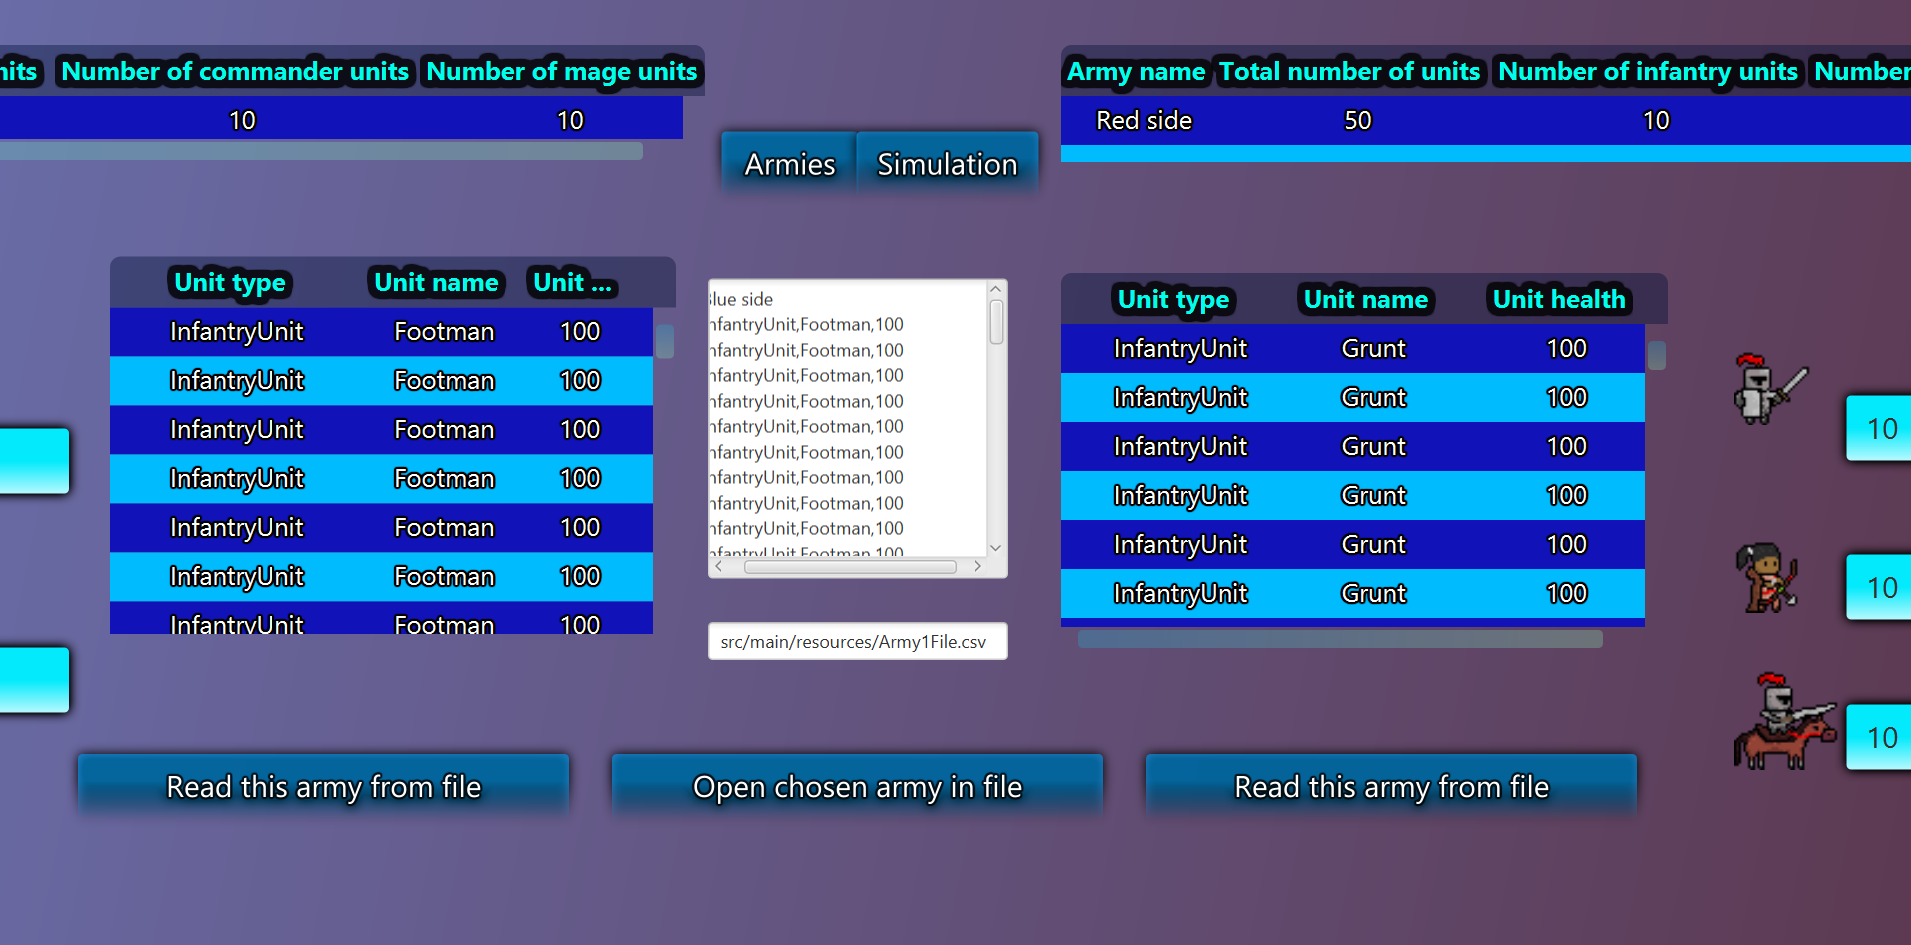 Number of commander units Number of mage units
10 10
Armies Simulation
Army name Total number of units Number of infantry units Number
Red side 50 10
Unit type Unit name Unit ...
InfantryUnit Footman 100
InfantryUnit Footman 100
InfantryUnit Footman 100
InfantryUnit Footman 100
InfantryUnit Footman 100
InfantryUnit Footman 100
InfantryUnit Footman 100
lue side
nfantryUnit,Footman,100
nfantryUnit,Footman,100
nfantryUnit,Footman,100
nfantryUnit,Footman,100
nfantryUnit,Footman,100
nfantryUnit,Footman,100
nfantryUnit,Footman,100
nfantryUnit,Footman,100
nfantryUnit,Footman,100
nfantryUnit,Footman,100
src/main/resources/Army1File.csv
Unit type Unit name Unit health
InfantryUnit Grunt 100
InfantryUnit Grunt 100
InfantryUnit Grunt 100
InfantryUnit Grunt 100
InfantryUnit Grunt 100
InfantryUnit Grunt 100
10
10
10
Read this army from file
Open chosen army in file
Read this army from file